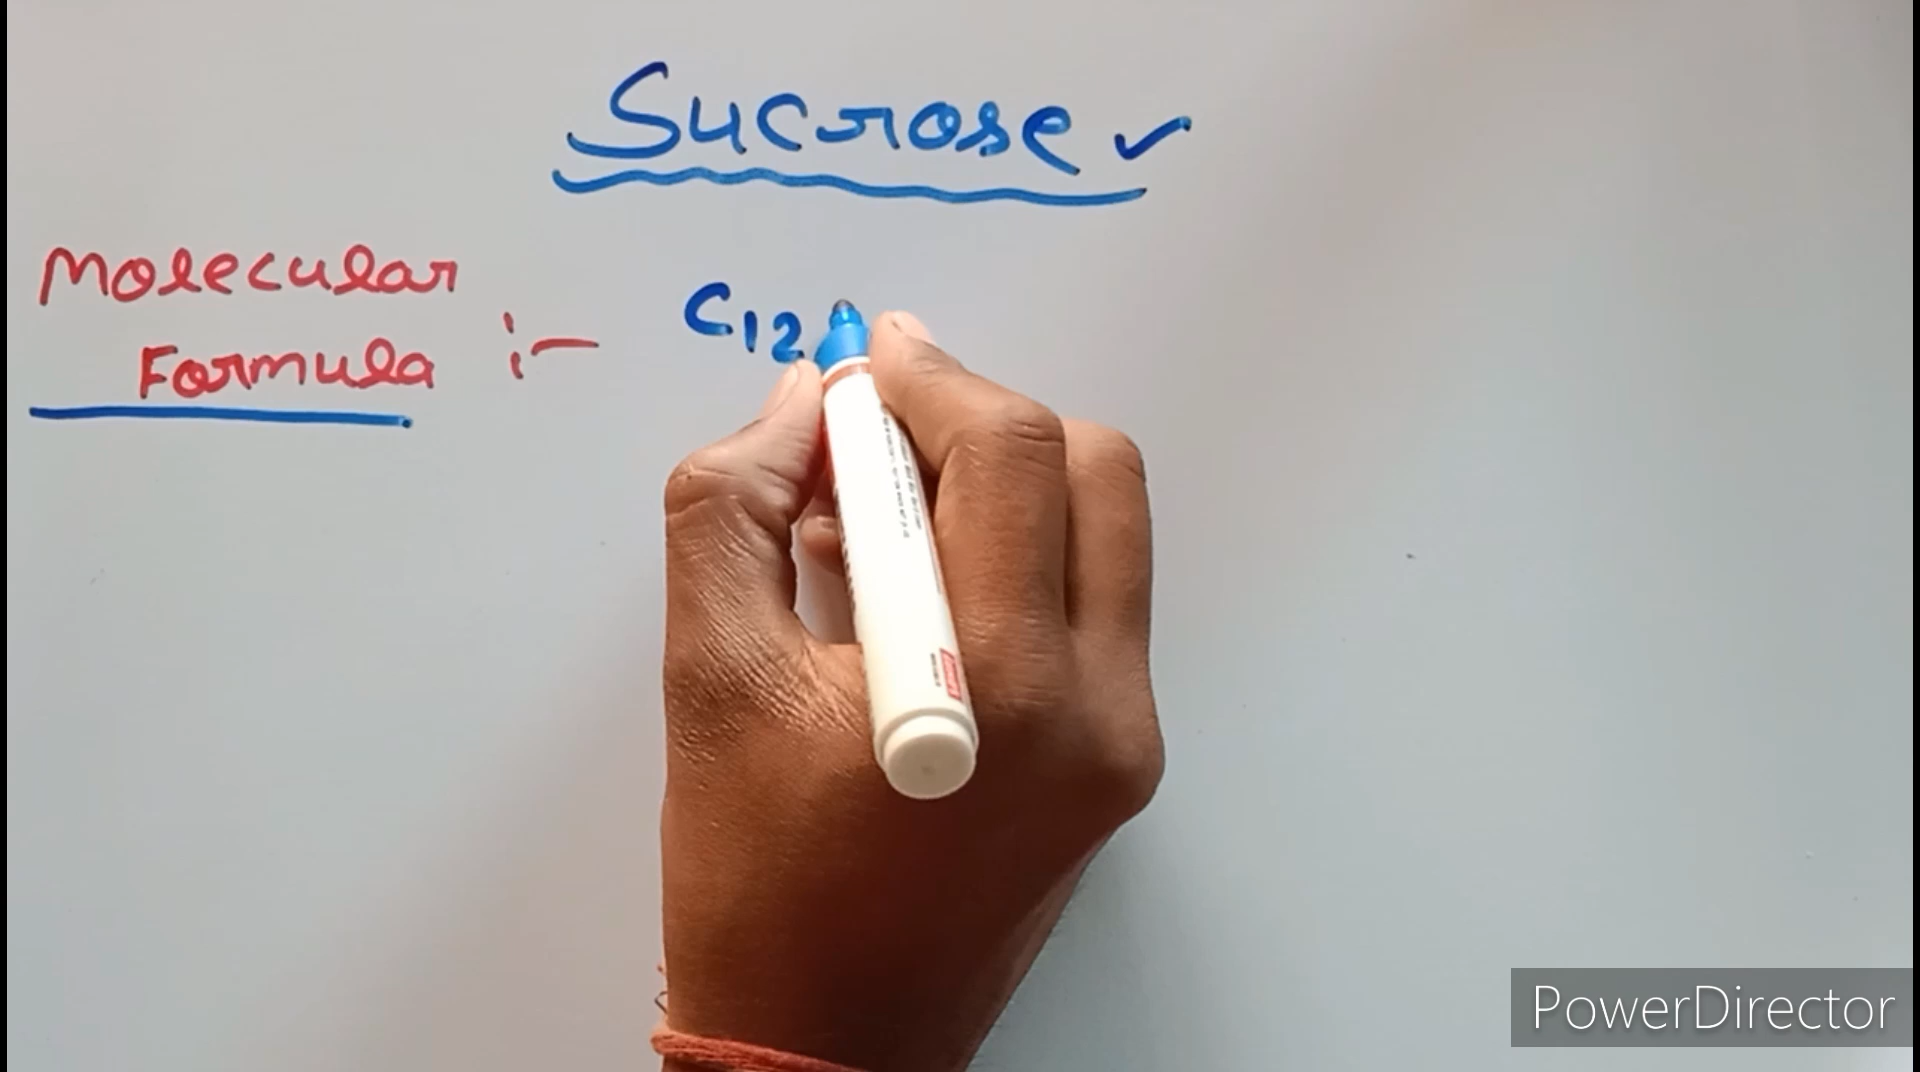 Sucrose ✓
Molecular
Formula :- C12
PowerDirector